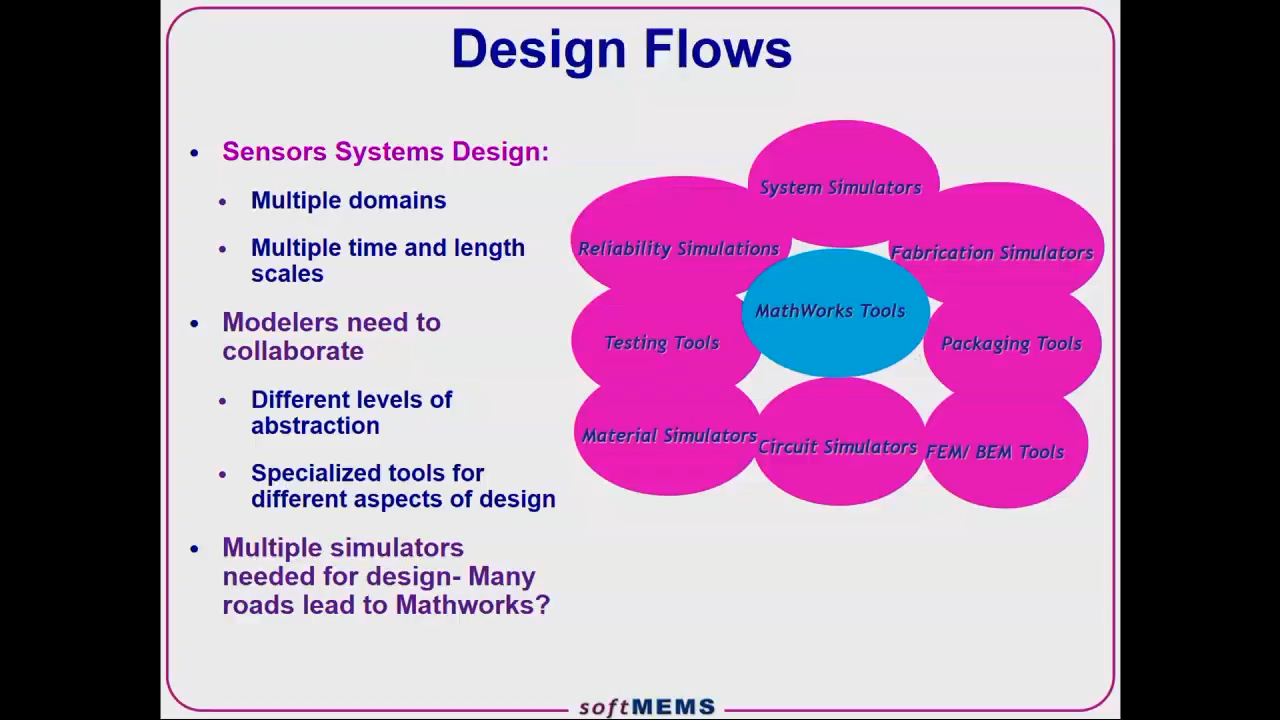 Design Flows
• Sensors Systems Design:
• Multiple domains
• Multiple time and length
scales
• Modelers need to
collaborate
• Different levels of
abstraction
• Specialized tools for
different aspects of design
• Multiple simulators
needed for design- Many
roads lead to Mathworks?
System Simulators
Reliability Simulations
Fabrication Simulators
MathWorks Tools
Testing Tools
Packaging Tools
Material Simulators
Circuit Simulators
FEM/ BEM Tools
softMEMS